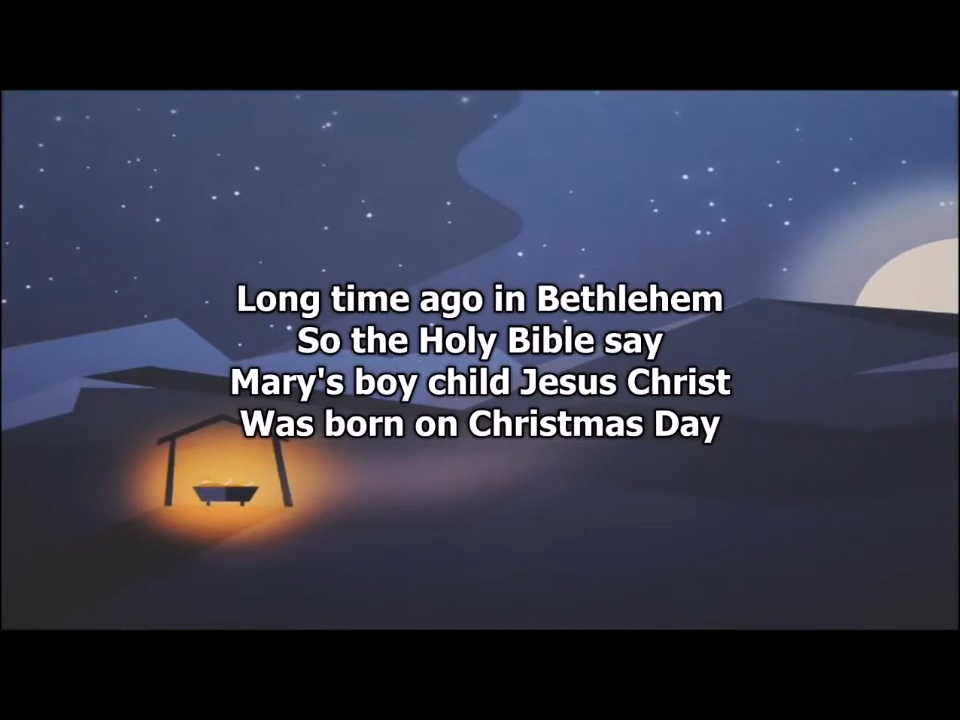 Long time ago in Bethlehem
So the Holy Bible say
Mary's boy child Jesus Christ
Was born on Christmas Day